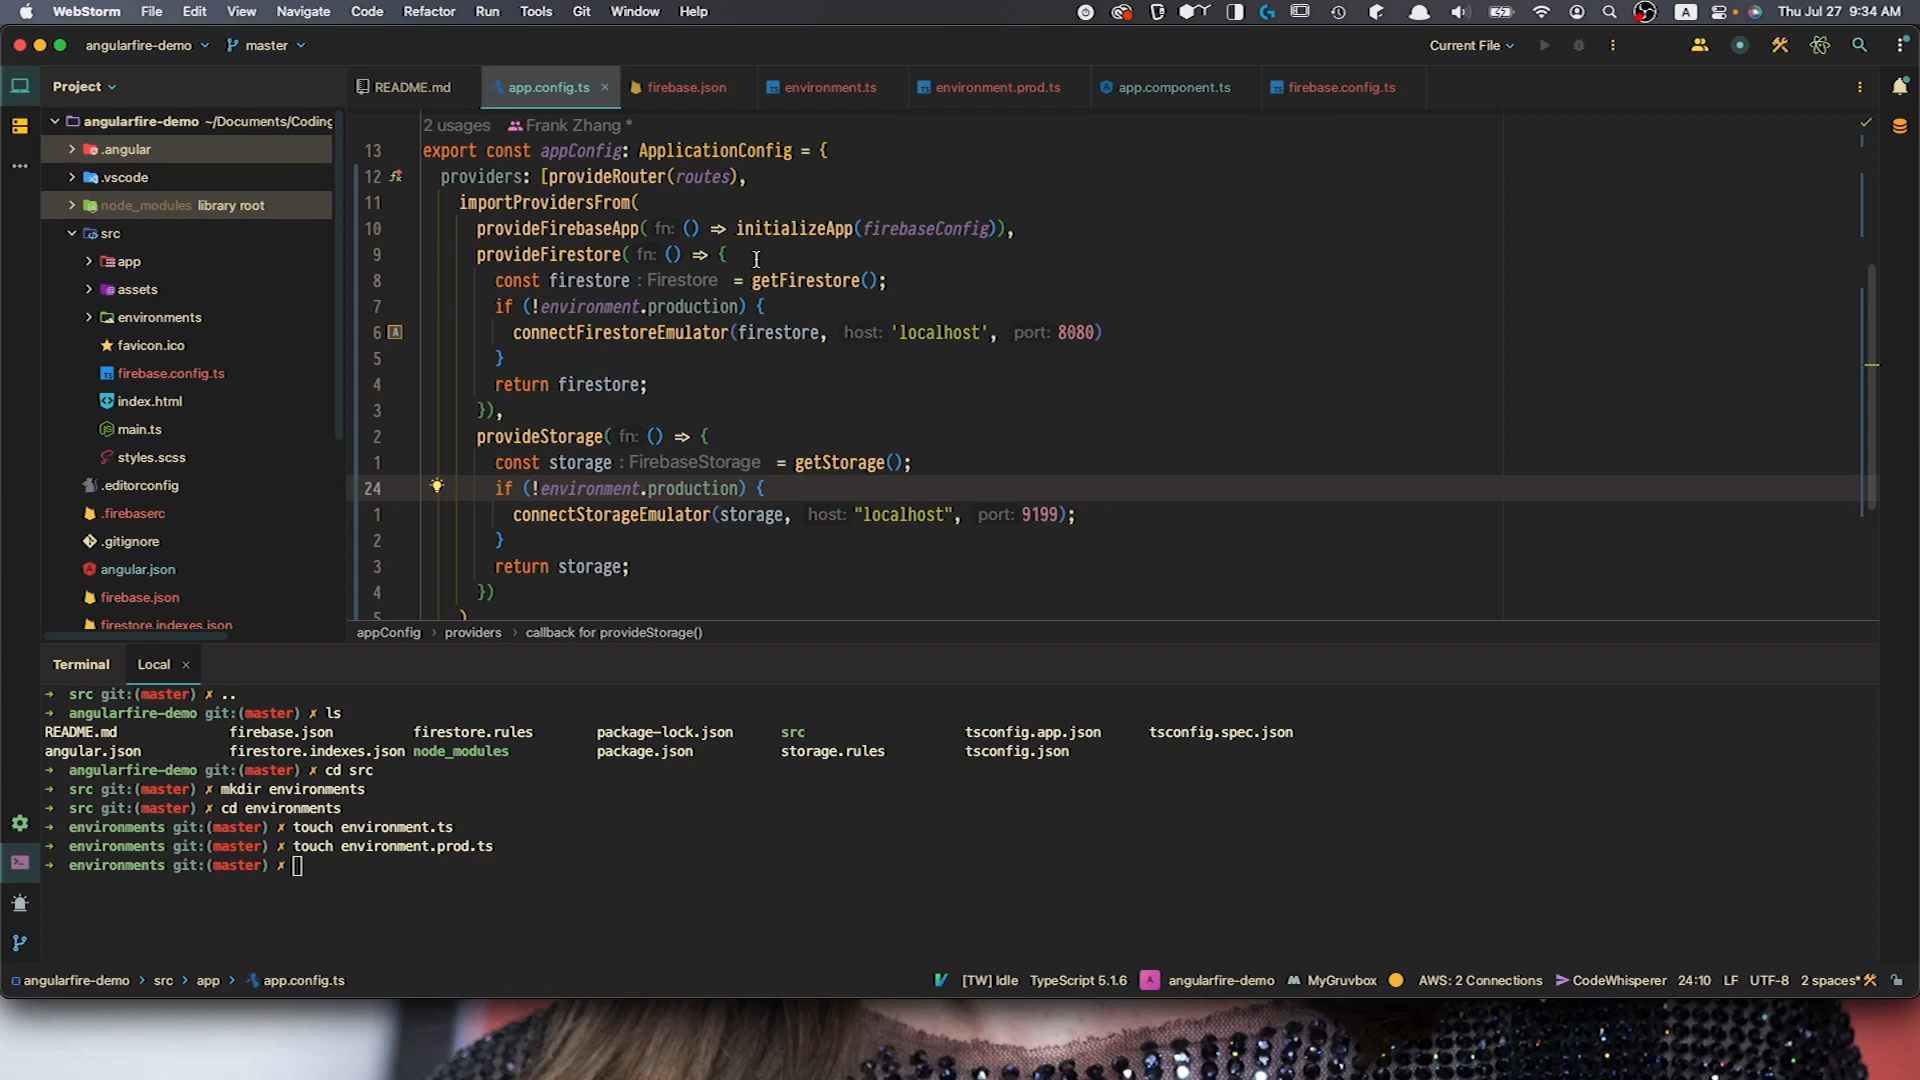 WebStorm File Edit View Navigate Code Refactor Run Tools Git Window Help A Thu Jul 27 9:34 AM
angularfire-demo master Current File
Project README.md app.config.ts firebase.json environment.ts environment.prod.ts app.component.ts firebase.config.ts
angularfire-demo ~/Documents/Coding
.angular
.vscode
node_modules library root
src
app
assets
environments
favicon.ico
firebase.config.ts
index.html
main.ts
styles.scss
.editorconfig
.firebaserc
.gitignore
angular.json
firebase.json
firestore.indexes.json
2 usages Frank Zhang *
13 export const appConfig: ApplicationConfig = {
12 providers: [provideRouter(routes),
11 importProvidersFrom(
10 provideFirebaseApp( fn: () => initializeApp(firebaseConfig)),
9 provideFirestore( fn: () => {
8 const firestore : Firestore = getFirestore();
7 if (!environment.production) {
6 connectFirestoreEmulator(firestore, host: 'localhost', port: 8080)
5 }
4 return firestore;
3 }),
2 provideStorage( fn: () => {
1 const storage : FirebaseStorage = getStorage();
24 if (!environment.production) {
1 connectStorageEmulator(storage, host: "localhost", port: 9199);
2 }
3 return storage;
4 })
5 )
appConfig › providers › callback for provideStorage()
Terminal Local ×
→ src git:(master) ✗ ..
→ angularfire-demo git:(master) ✗ ls
README.md firebase.json firestore.rules package-lock.json src tsconfig.app.json tsconfig.spec.json
angular.json firestore.indexes.json node_modules package.json storage.rules tsconfig.json
→ angularfire-demo git:(master) ✗ cd src
→ src git:(master) ✗ mkdir environments
→ src git:(master) ✗ cd environments
→ environments git:(master) ✗ touch environment.ts
→ environments git:(master) ✗ touch environment.prod.ts
→ environments git:(master) ✗
angularfire-demo › src › app › app.config.ts [TW] Idle TypeScript 5.1.6 angularfire-demo MyGruvbox AWS: 2 Connections CodeWhisperer 24:10 LF UTF-8 2 spaces*